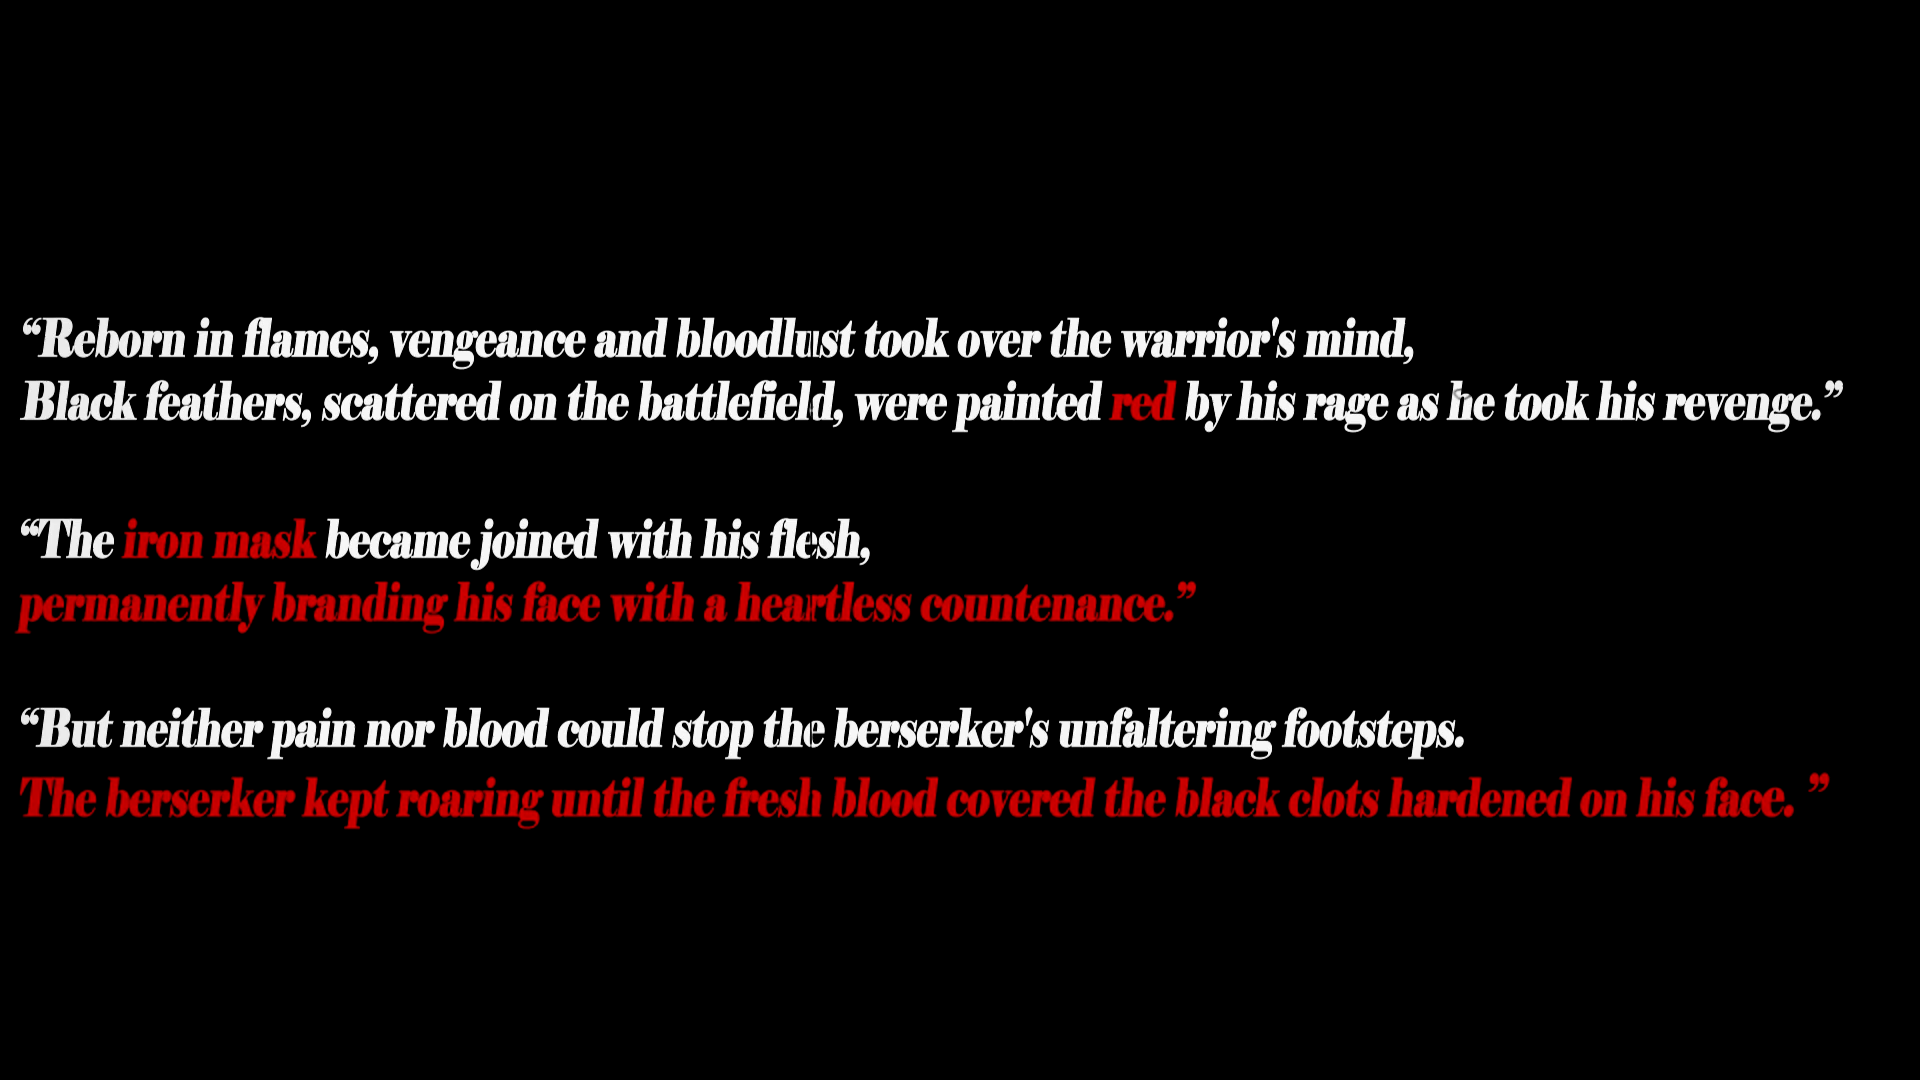 “Reborn in flames, vengeance and bloodlust took over the warrior's mind,
Black feathers, scattered on the battlefield, were painted red by his rage as he took his revenge.”
“The iron mask became joined with his flesh,
permanently branding his face with a heartless countenance.”
“But neither pain nor blood could stop the berserker's unfaltering footsteps.
The berserker kept roaring until the fresh blood covered the black clots hardened on his face. ”